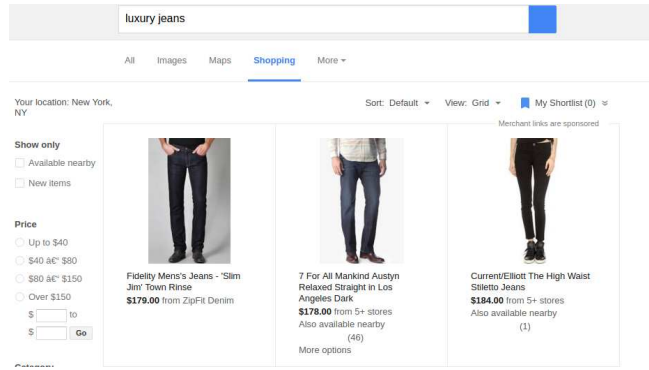 luxury jeans
All Images Maps Shopping More
Your location: New York,
NY
Sort: Default View: Grid My Shortlist (0)
Merchant links are sponsored
Show only
Available nearby
New items
Price
Up to $40
$40 – $80
$80 – $150
Over $150
$ to
$ Go
Category
Fidelity Mens's Jeans - 'Slim
Jim' Town Rinse
$179.00 from ZipFit Denim
7 For All Mankind Austyn
Relaxed Straight in Los
Angeles Dark
$178.00 from 5+ stores
Also available nearby
(46)
More options
Current/Elliott The High Waist
Stiletto Jeans
$184.00 from 5+ stores
Also available nearby
(1)